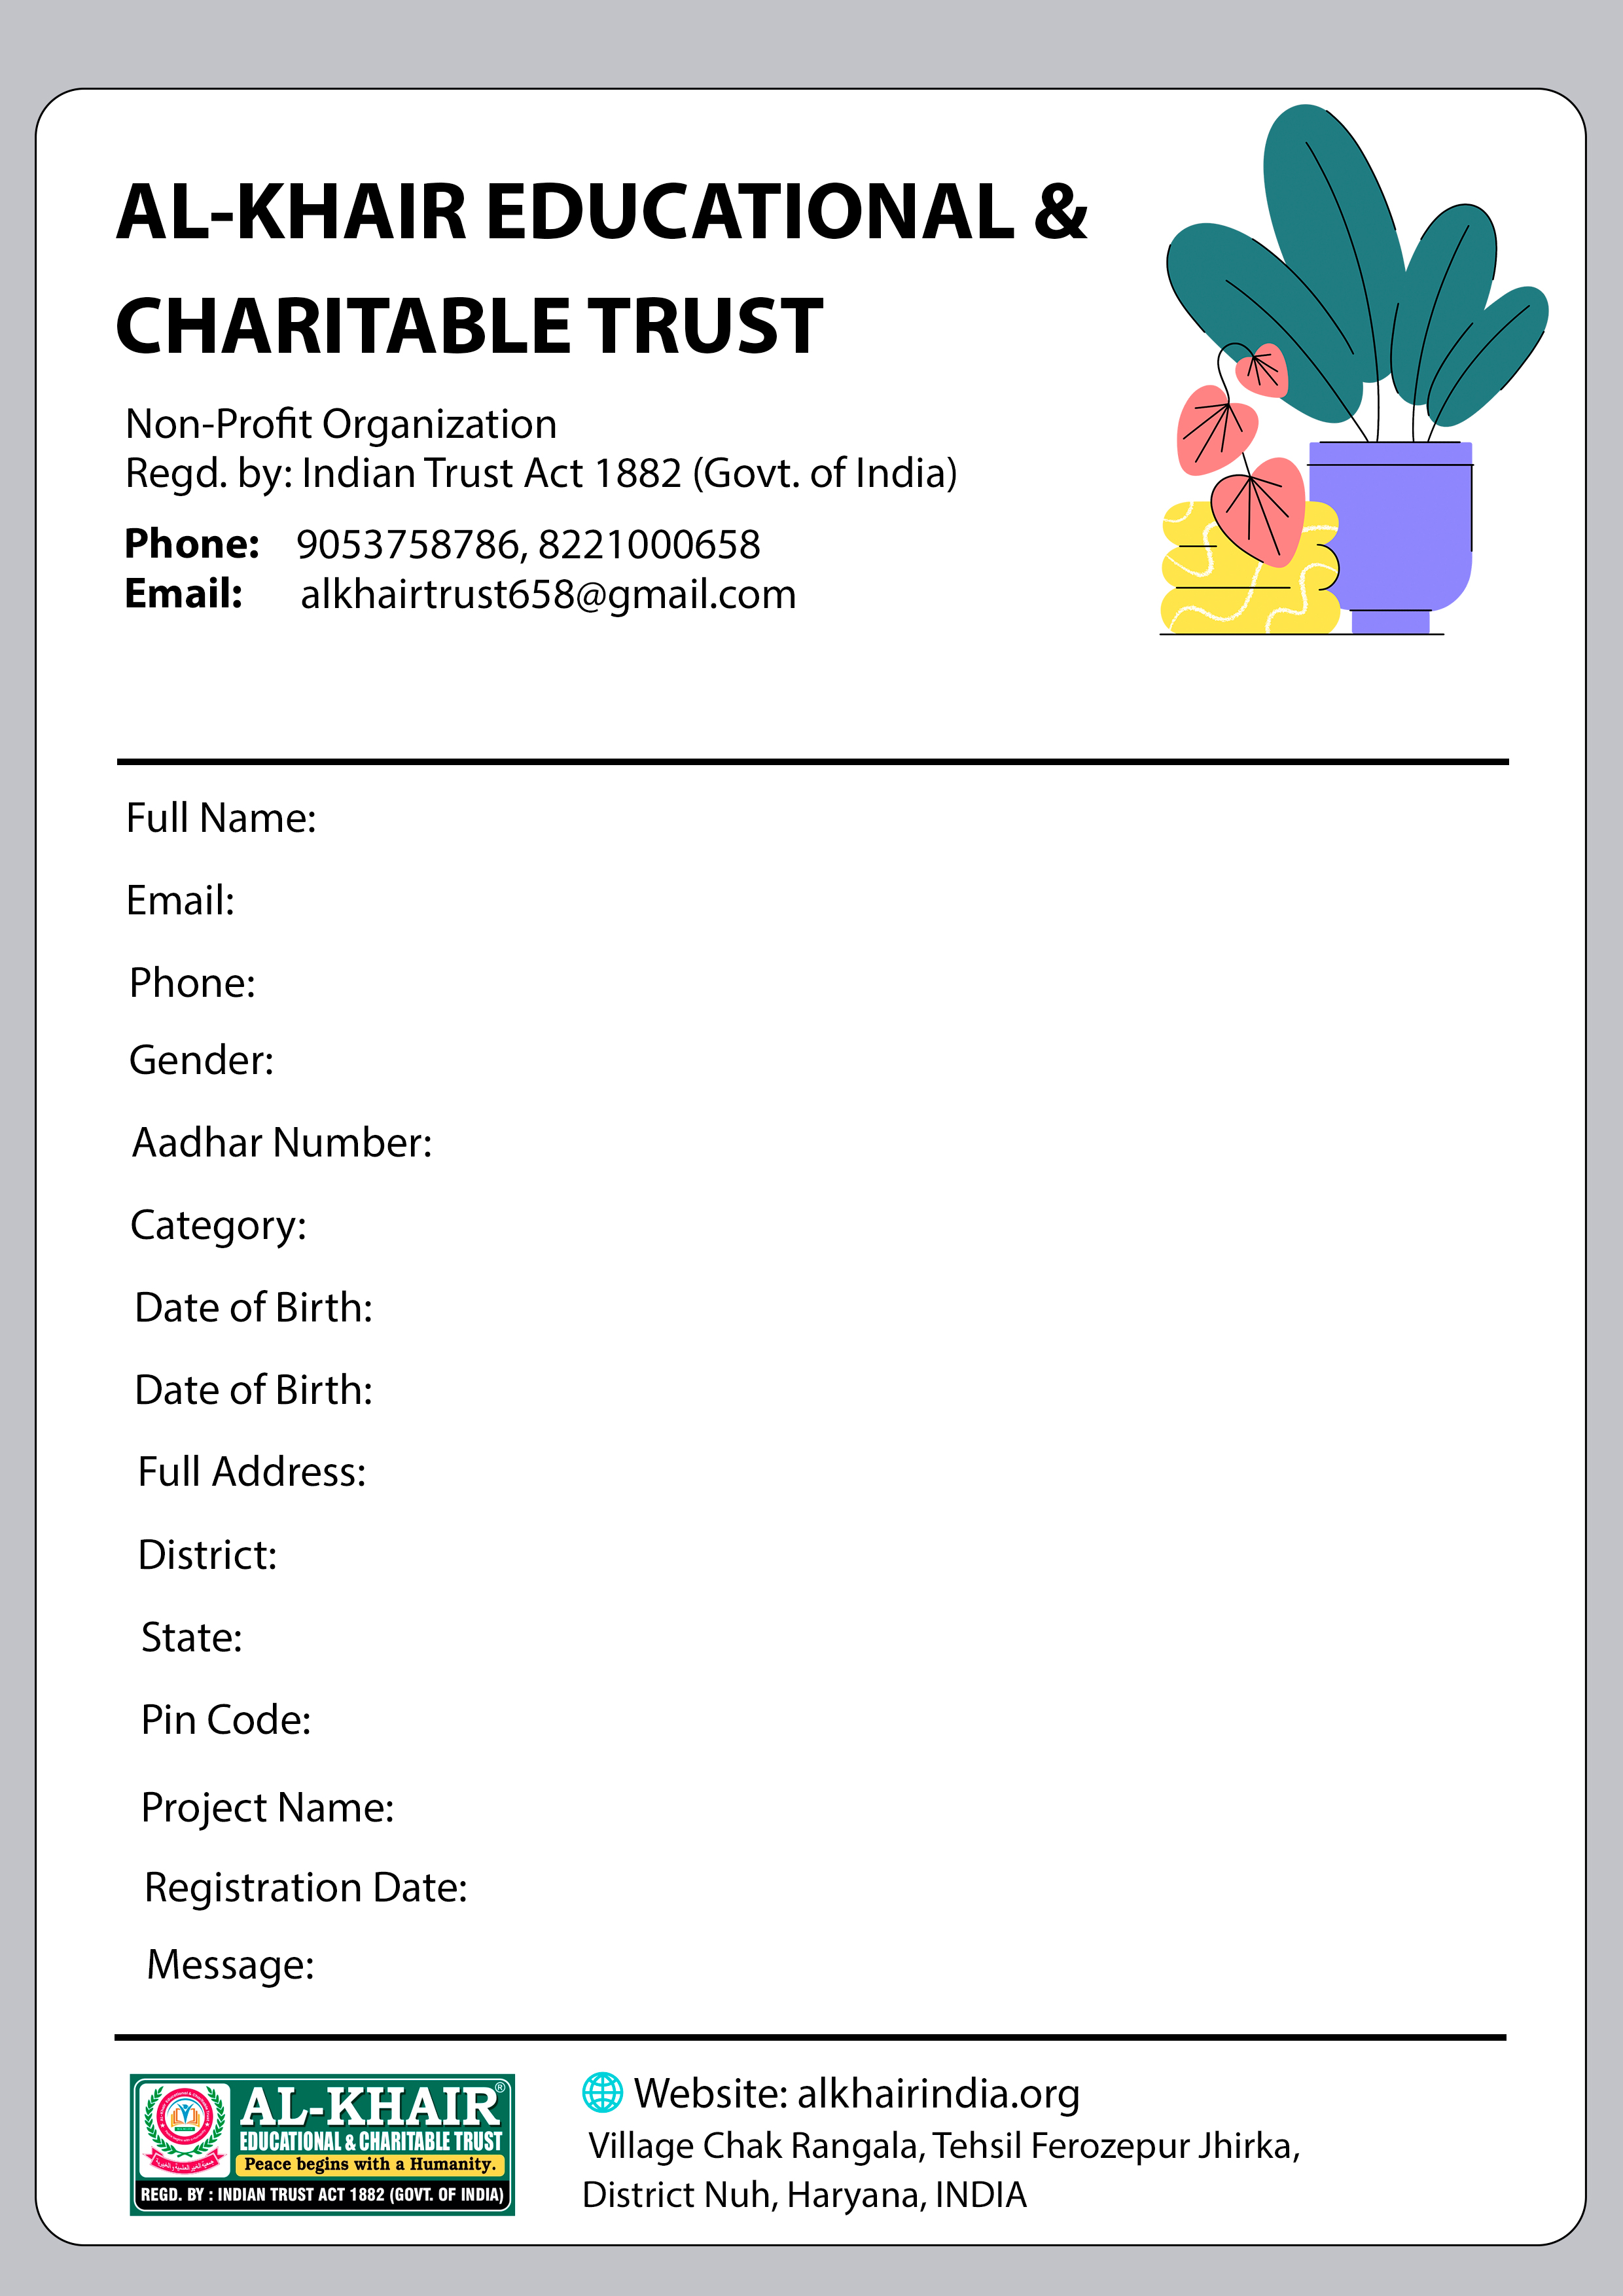 AL-KHAIR EDUCATIONAL &
CHARITABLE TRUST
Non-Profit Organization
Regd. by: Indian Trust Act 1882 (Govt. of India)
Phone: 9053758786, 8221000658
Email: alkhairtrust658@gmail.com
Full Name:
Email:
Phone:
Gender:
Aadhar Number:
Category:
Date of Birth:
Date of Birth:
Full Address:
District:
State:
Pin Code:
Project Name:
Registration Date:
Message:
AL-KHAIR®
EDUCATIONAL & CHARITABLE TRUST
Peace begins with a Humanity.
REGD. BY : INDIAN TRUST ACT 1882 (GOVT. OF INDIA)
Website: alkhairindia.org
Village Chak Rangala, Tehsil Ferozepur Jhirka,
District Nuh, Haryana, INDIA